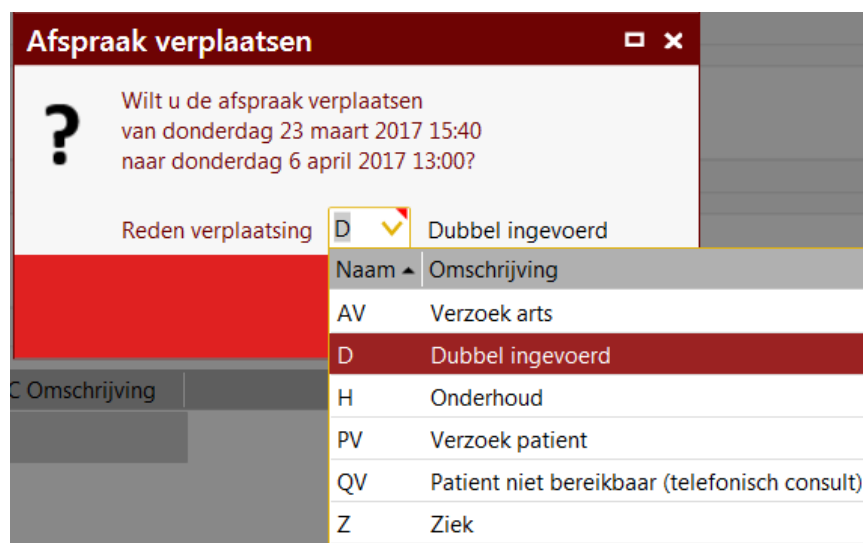 Afspraak verplaatsen
?
Wilt u de afspraak verplaatsen
van donderdag 23 maart 2017 15:40
naar donderdag 6 april 2017 13:00?
Reden verplaatsing D Dubbel ingevoerd
Naam Omschrijving
AV Verzoek arts
D Dubbel ingevoerd
C Omschrijving
H Onderhoud
PV Verzoek patient
QV Patient niet bereikbaar (telefonisch consult)
Z Ziek